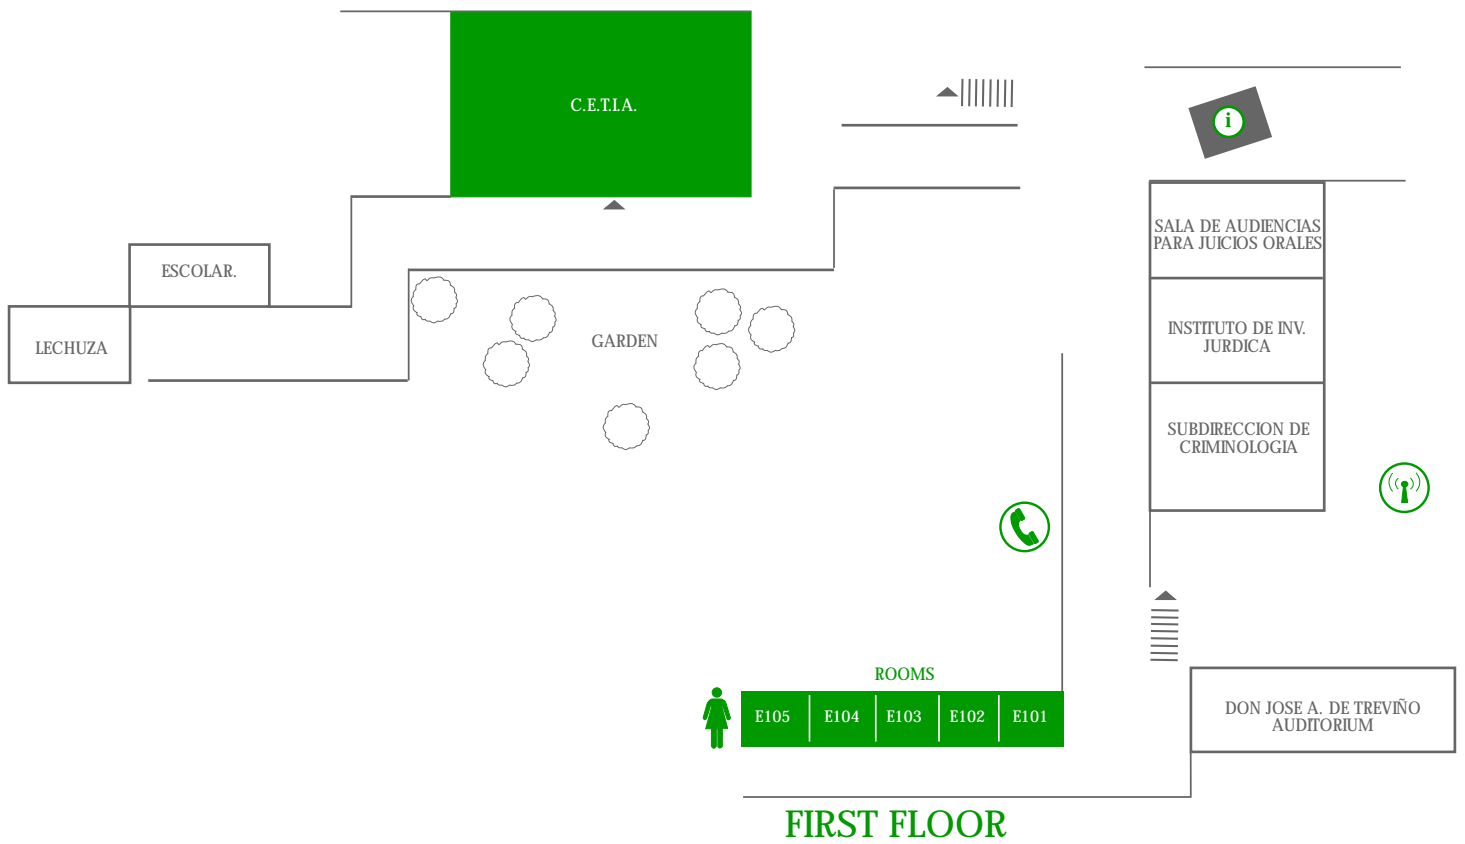 C.E.T.I.A.
i
SALA DE AUDIENCIAS
PARA JUICIOS ORALES
ESCOLAR.
LECHUZA
GARDEN
INSTITUTO DE INV.
JURDICA
SUBDIRECCION DE
CRIMINOLOGIA
ROOMS
E105 E104 E103 E102 E101
DON JOSE A. DE TREVIÑO
AUDITORIUM
FIRST FLOOR